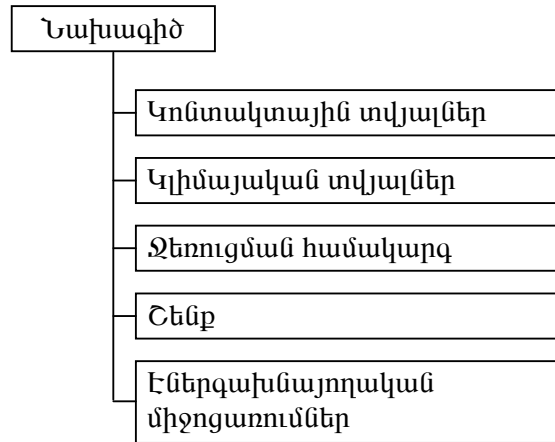 Նախագիծ
Կոնտակտային տվյալներ
Կլիմայական տվյալներ
Ջեռուցման համակարգ
Շենք
Էներգախնայողական
միջոցառումներ